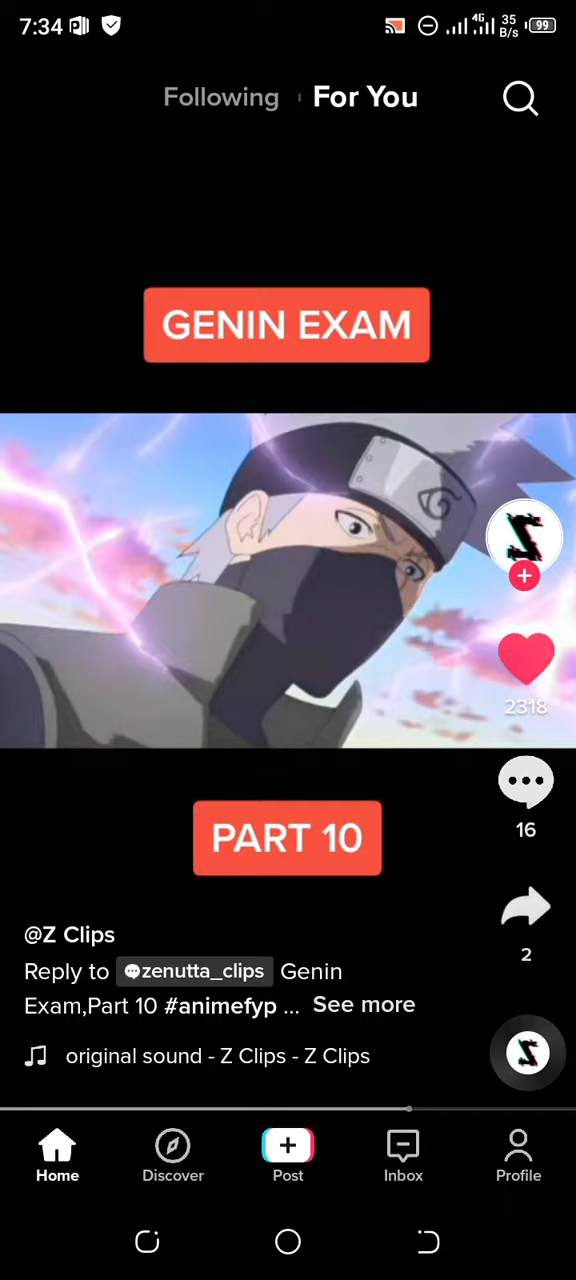 7:34
4G
35
B/s
99
Following
For You
GENIN EXAM
2318
16
PART 10
2
@Z Clips
Reply to zenutta_clips Genin
Exam,Part 10 #animefyp ... See more
original sound - Z Clips - Z Clips
Home
Discover
Post
Inbox
Profile